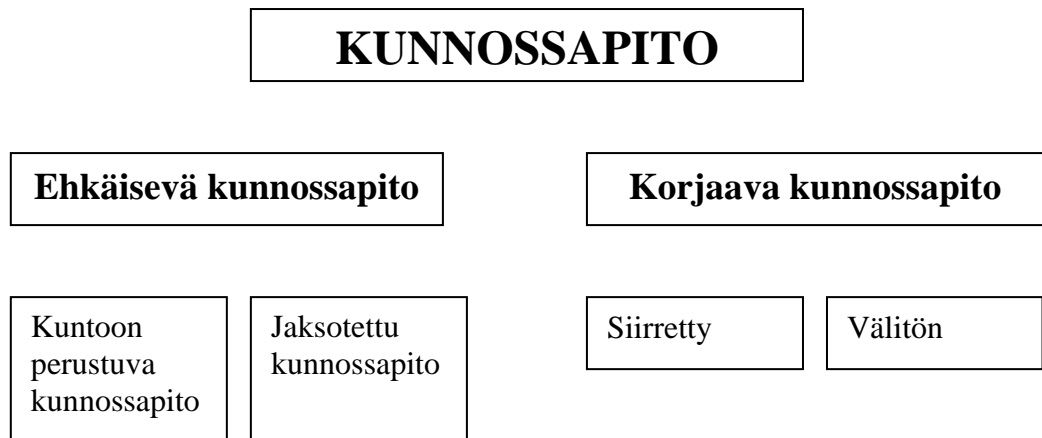 KUNNOSSAPITO
Ehkäisevä kunnossapito
Korjaava kunnossapito
Kuntoon
perustuva
kunnossapito
Jaksotettu
kunnossapito
Siirretty
Välitön